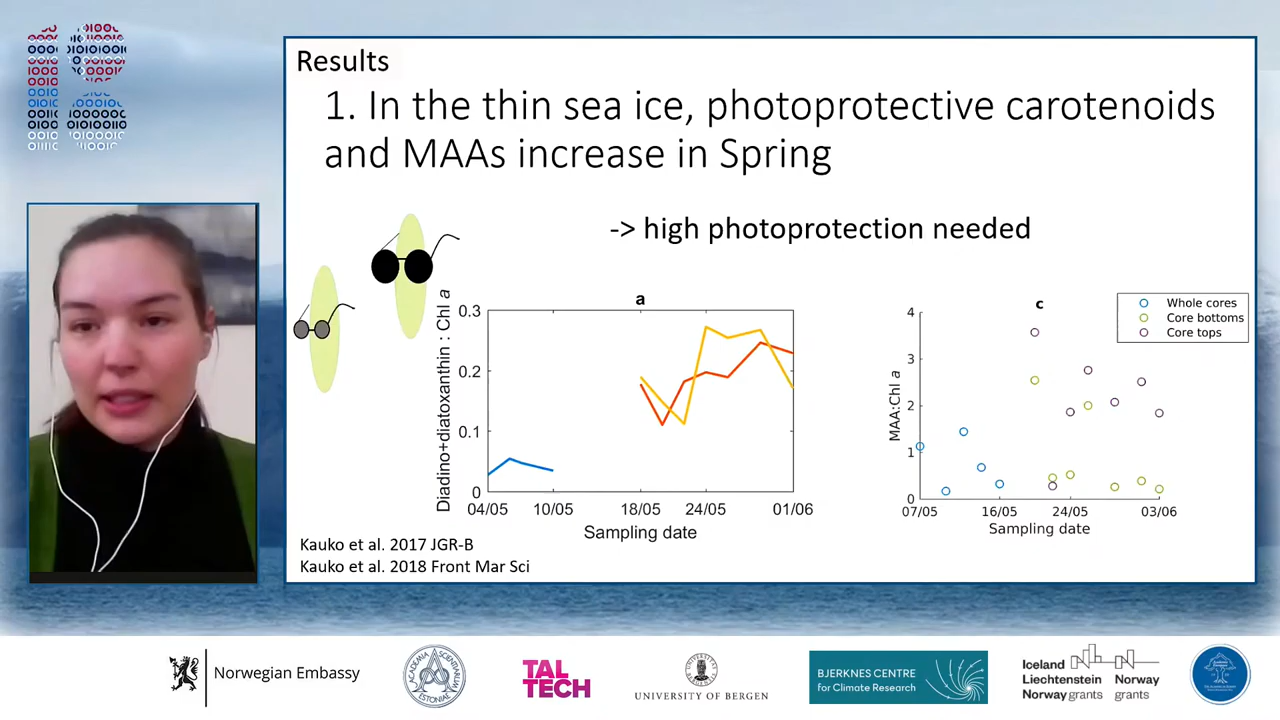 Results
1. In the thin sea ice, photoprotective carotenoids
and MAAs increase in Spring
-> high photoprotection needed
a
Diadino+diatoxanthin : Chl a
0.3
0.2
0.1
0
04/05 10/05 18/05 24/05 01/06
Sampling date
c
Whole cores
Core bottoms
Core tops
MAA:Chl a
4
3
2
1
0
07/05 16/05 24/05 03/06
Sampling date
Kauko et al. 2017 JGR-B
Kauko et al. 2018 Front Mar Sci
Norwegian Embassy
TAL
TECH
UNIVERSITY OF BERGEN
BJERKNES CENTRE
for Climate Research
Iceland
Liechtenstein
Norway grants
Norway
grants